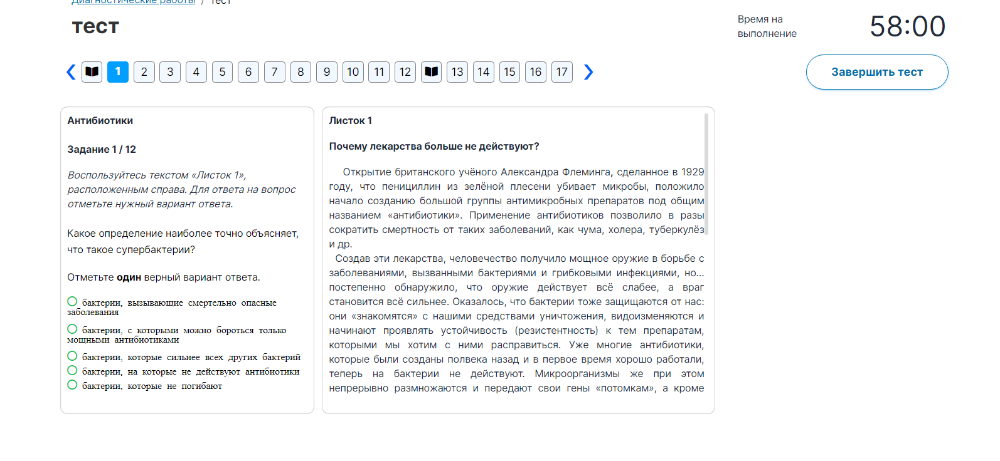 Диагностические работы / тест
тест
Время на
выполнение
58:00
1 2 3 4 5 6 7 8 9 10 11 12 13 14 15 16 17
Завершить тест
Антибиотики
Задание 1 / 12
Воспользуйтесь текстом «Листок 1»,
расположенным справа. Для ответа на вопрос
отметьте нужный вариант ответа.
Какое определение наиболее точно объясняет,
что такое супербактерии?
Отметьте один верный вариант ответа.
бактерии, вызывающие смертельно опасные
заболевания
бактерии, с которыми можно бороться только
мощными антибиотиками
бактерии, которые сильнее всех других бактерий
бактерии, на которые не действуют антибиотики
бактерии, которые не погибают
Листок 1
Почему лекарства больше не действуют?
Открытие британского учёного Александра Флеминга, сделанное в 1929
году, что пенициллин из зелёной плесени убивает микробы, положило
начало созданию большой группы антимикробных препаратов под общим
названием «антибиотики». Применение антибиотиков позволило в разы
сократить смертность от таких заболеваний, как чума, холера, туберкулёз
и др.
Создав эти лекарства, человечество получило мощное оружие в борьбе с
заболеваниями, вызванными бактериями и грибковыми инфекциями, но...
постепенно обнаружило, что оружие действует всё слабее, а враг
становится всё сильнее. Оказалось, что бактерии тоже защищаются от нас:
они «знакомятся» с нашими средствами уничтожения, видоизменяются и
начинают проявлять устойчивость (резистентность) к тем препаратам,
которыми мы хотим с ними расправиться. Уже многие антибиотики,
которые были созданы полвека назад и в первое время хорошо работали,
теперь на бактерии не действуют. Микроорганизмы же при этом
непрерывно размножаются и передают свои гены «потомкам», а кроме